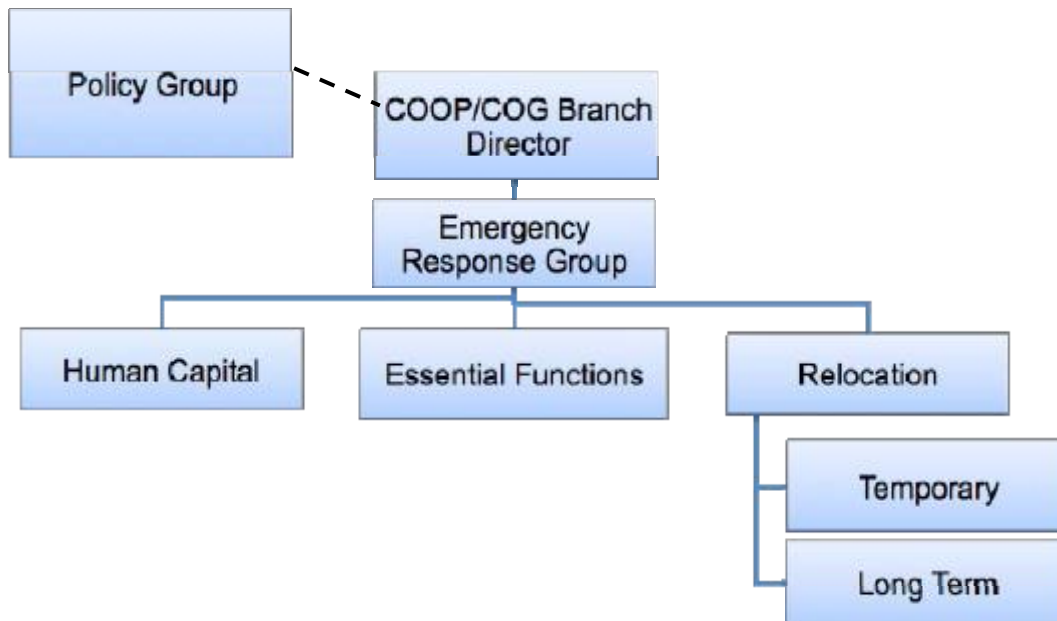 Policy Group
COOP/COG Branch
Director
Emergency
Response Group
Human Capital
Essential Functions
Relocation
Temporary
Long Term